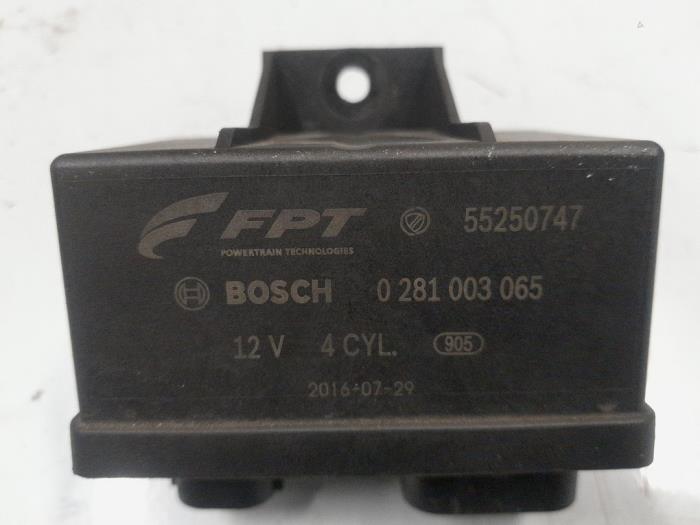 FPT 55250747
POWERTRAIN TECHNOLOGIES
BOSCH 0 281 003 065
12 V 4 CYL. 905
2016-07-29